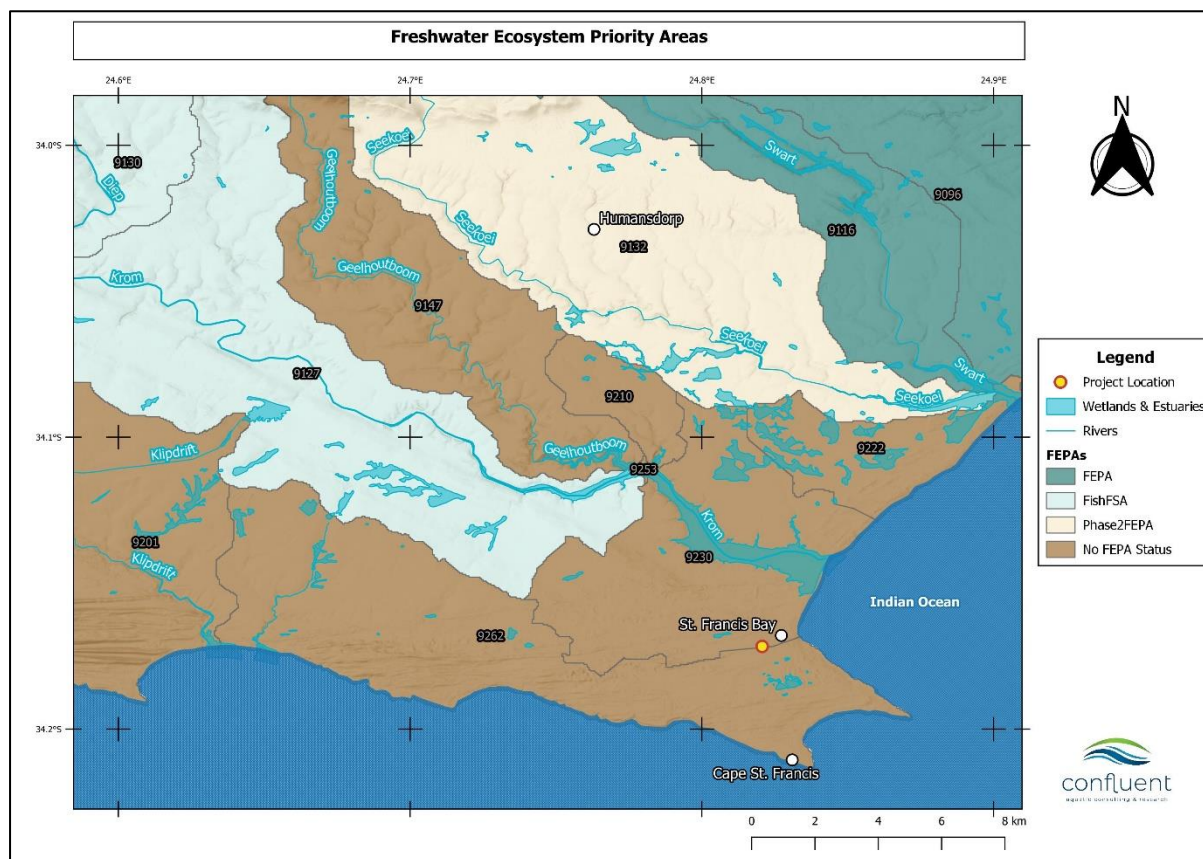 Freshwater Ecosystem Priority Areas
24.6°E
24.7°E
24.8°E
24.9°E
34.0°S
34.1°S
34.2°S
9130
Diep
Geelhoutboom
Seekoei
Swart
9096
Humansdorp
9132
9116
Seekoei
Krom
Geelhoutboom
9147
Seekoei
Swart
9127
9210
Seekoei
Klipdrift
Geelhoutboom
9253
9222
9201
Krom
9230
Klipdrift
9262
St. Francis Bay
Indian Ocean
Cape St. Francis
N
Legend
Project Location
Wetlands & Estuaries
Rivers
FEPAs
FEPA
FishFSA
Phase2FEPA
No FEPA Status
confluent
aquatic consulting & research
0 2 4 6 8 km